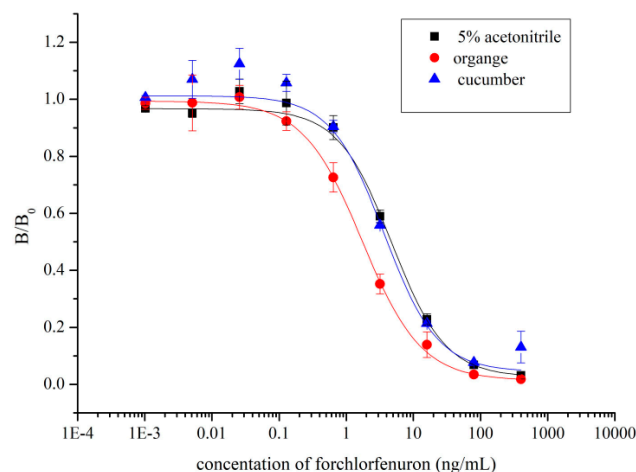 5% acetonitrile
organge
cucumber
1.2
1.0
0.8
0.6
0.4
0.2
0.0
B/B₀
1E-4 1E-3 0.01 0.1 1 10 100 1000
concentation of forchlorfenuron (ng/mL)